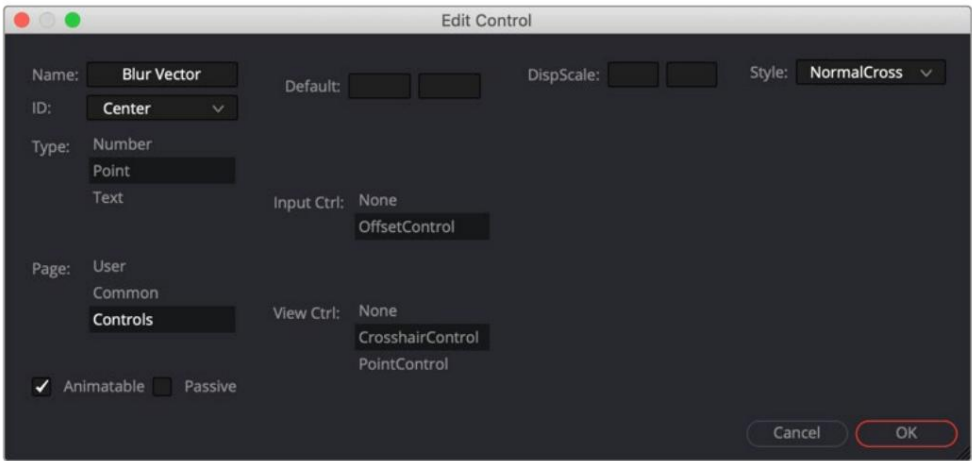 Edit Control
Name: Blur Vector
Default:
DispScale:
Style: NormalCross
ID: Center
Type: Number
Point
Text
Input Ctrl: None
OffsetControl
Page: User
Common
Controls
View Ctrl: None
CrosshairControl
PointControl
Animatable Passive
Cancel OK